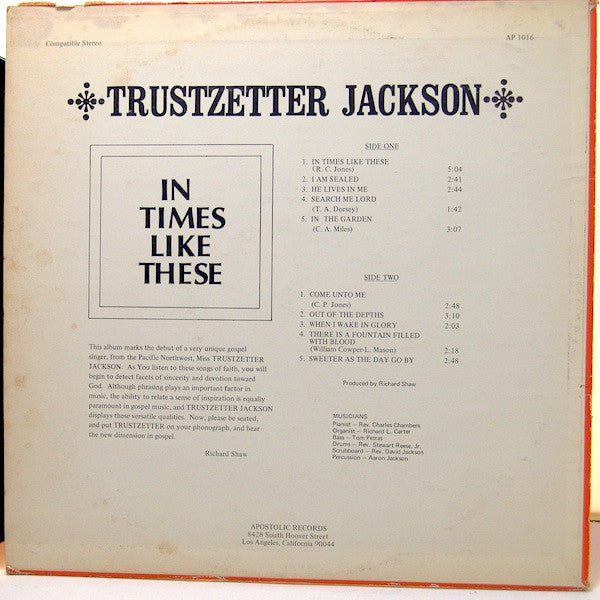 Compatible Stereo
AP 1016
TRUSTZETTER JACKSON
IN
TIMES
LIKE
THESE
This album marks the debut of a very unique gospel
singer, from the Pacific Northwest, Miss TRUSTZETTER
JACKSON. As You listen to these songs of faith, you will
begin to detect facets of sincerity and devotion toward
God. Although phrasing plays an important factor in
music, the ability to relate a sense of inspiration is equally
paramount in gospel music, and TRUSTZETTER JACKSON
displays these versatile qualities. Now, please be seated,
and put TRUSTZETTER on your phonograph, and hear
the new dimension in gospel.
Richard Shaw
SIDE ONE
1. IN TIMES LIKE THESE
(R. C. Jones) 5:04
2. I AM SEALED 2:41
3. HE LIVES IN ME 2:44
4. SEARCH ME LORD
(T. A. Dorsey) 1:42
5. IN THE GARDEN
(C. A. Miles) 3:07
SIDE TWO
1. COME UNTO ME
(C. P. Jones) 2:48
2. OUT OF THE DEPTHS 3:10
3. WHEN I WAKE IN GLORY 2:03
4. THERE IS A FOUNTAIN FILLED
WITH BLOOD
(William Cowper-L. Mason) 2:18
5. SWEETER AS THE DAY GO BY 2:48
Produced by Richard Shaw
MUSICIANS
Pianist — Rev. Charles Chambers
Organist — Richard L. Carter
Bass — Tom Petras
Drums — Rev. Stewart Reese, Jr.
Scrubboard — Rev. David Jackson
Percussion — Aaron Jackson
APOSTOLIC RECORDS
8428 South Hoover Street
Los Angeles, California 90044